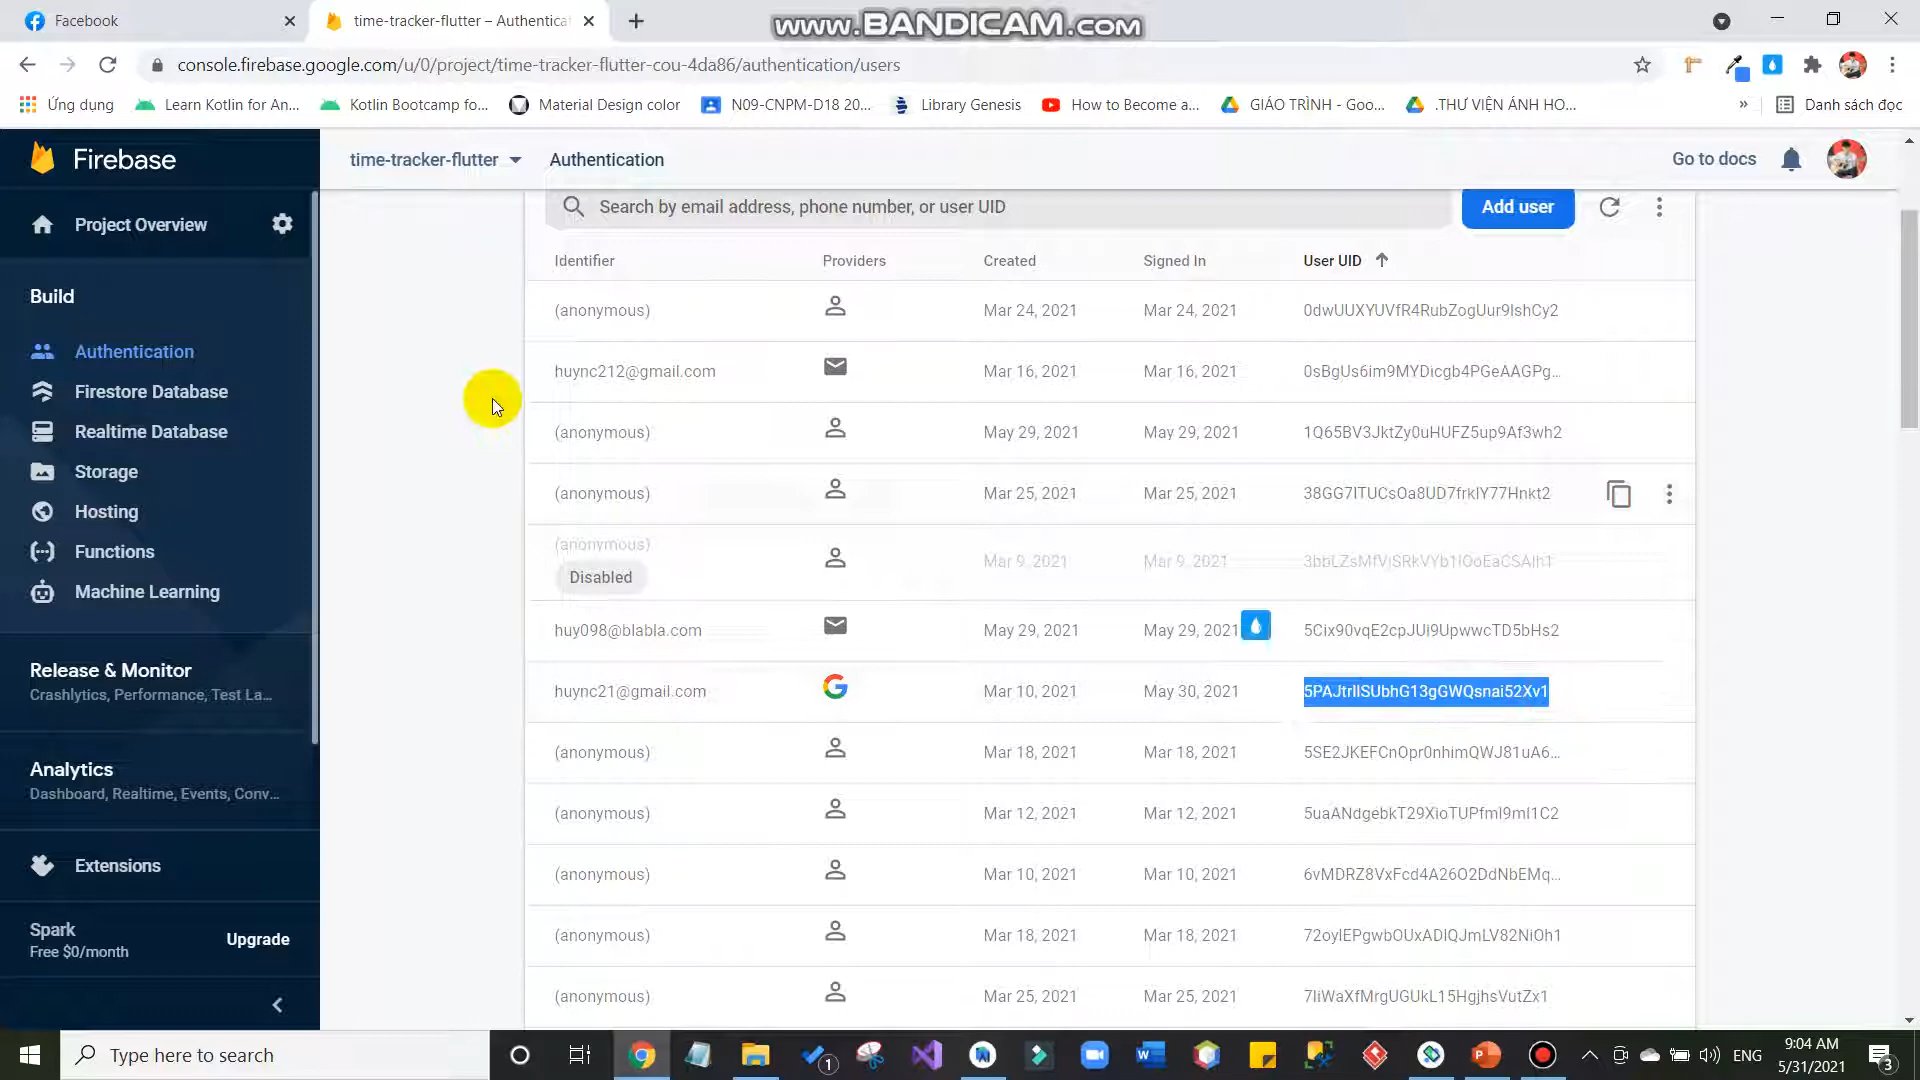 Facebook
time-tracker-flutter – Authentica
www.BANDICAM.com
console.firebase.google.com/u/0/project/time-tracker-flutter-cou-4da86/authentication/users
Ứng dụng
Learn Kotlin for An...
Kotlin Bootcamp fo...
Material Design color
N09-CNPM-D18 20...
Library Genesis
How to Become a...
GIÁO TRÌNH - Goo...
.THƯ VIỆN ẢNH HO...
»
Danh sách đọc
Firebase
time-tracker-flutter
Authentication
Go to docs
Project Overview
Search by email address, phone number, or user UID
Add user
Identifier
Providers
Created
Signed In
User UID
Build
Authentication
Firestore Database
Realtime Database
Storage
Hosting
Functions
Machine Learning
Release & Monitor
Crashlytics, Performance, Test La...
Analytics
Dashboard, Realtime, Events, Conv...
Extensions
Spark
Free $0/month
Upgrade
(anonymous) Mar 24, 2021 Mar 24, 2021 0dwUUXYUVfR4RubZogUur9IshCy2
huync212@gmail.com Mar 16, 2021 Mar 16, 2021 0sBgUs6im9MYDicgb4PGeAAGPg...
(anonymous) May 29, 2021 May 29, 2021 1Q65BV3JktZy0uHUFZ5up9Af3wh2
(anonymous) Mar 25, 2021 Mar 25, 2021 38GG7ITUCsOa8UD7frkIY77Hnkt2
(anonymous) Mar 9, 2021 Mar 9, 2021 3bbLZsMfViSRkVYb1IOoEaCSAIh1
Disabled
huy098@blabla.com May 29, 2021 May 29, 2021 5Cix90vqE2cpJUi9UpwwcTD5bHs2
huync21@gmail.com Mar 10, 2021 May 30, 2021 5PAJtrIISUbhG13gGWQsnai52Xv1
(anonymous) Mar 18, 2021 Mar 18, 2021 5SE2JKEFCnOpr0nhimQWJ81uA6...
(anonymous) Mar 12, 2021 Mar 12, 2021 5uaANdgebkT29XioTUPfmI9mI1C2
(anonymous) Mar 10, 2021 Mar 10, 2021 6vMDRZ8VxFcd4A26O2DdNbEMq...
(anonymous) Mar 18, 2021 Mar 18, 2021 72oyIEPgwbOUxADIQJmLV82NiOh1
(anonymous) Mar 25, 2021 Mar 25, 2021 7IiWaXfMrgUGUkL15HgjhsVutZx1
Type here to search
1
ENG
9:04 AM
5/31/2021
3